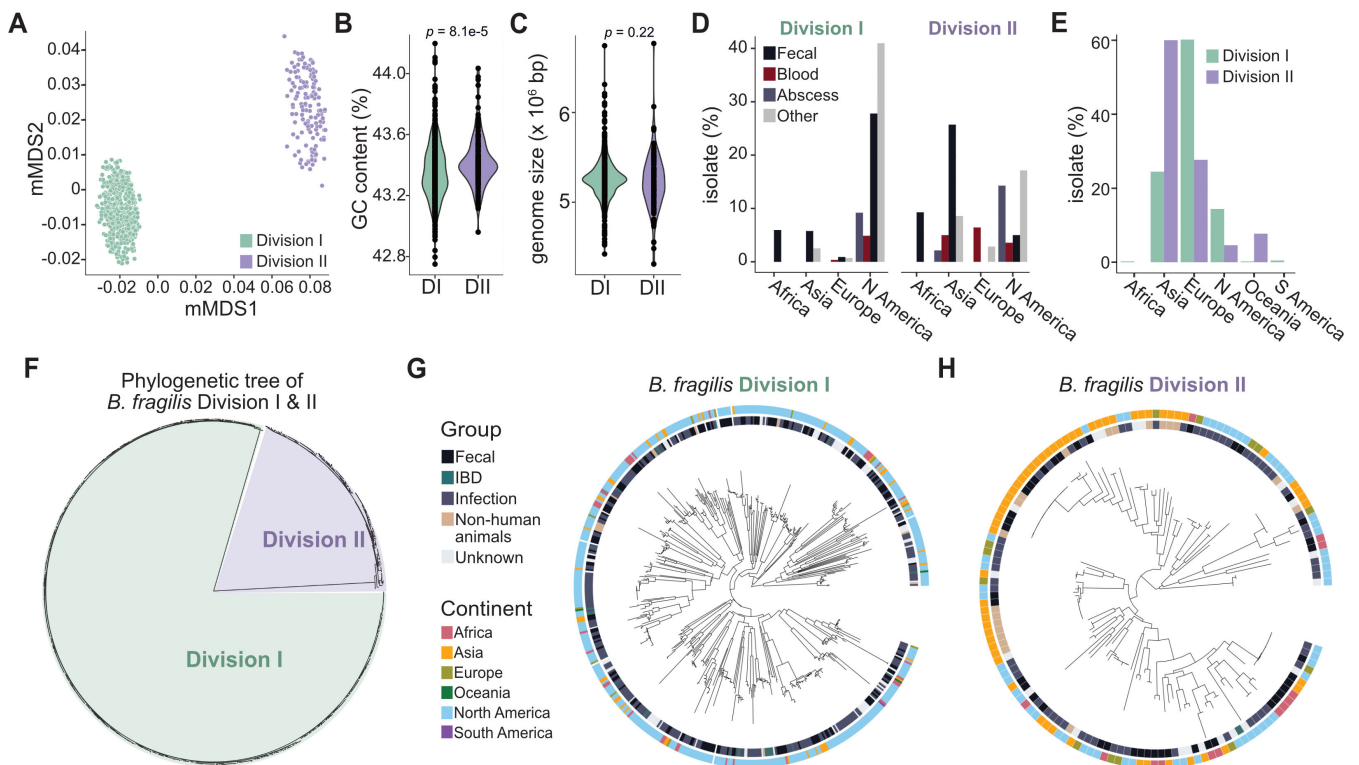 A
mMDS2
0.04
0.03
0.02
0.01
0
-0.01
-0.02
Division I
Division II
-0.02
0.0
0.02
0.04
0.06
0.08
mMDS1
B
p = 8.1e-5
GC content (%)
44.0
43.6
43.2
42.8
DI
DII
C
p = 0.22
genome size (x 10⁶ bp)
6
5
DI
DII
D
Division I
Division II
isolate (%)
40
30
20
10
0
Fecal
Blood
Abscess
Other
Africa
Asia
Europe
N America
Africa
Asia
Europe
N America
E
isolate (%)
60
40
20
0
Division I
Division II
Africa
Asia
Europe
N America
Oceania
S America
F
Phylogenetic tree of
B. fragilis Division I & II
Division II
Division I
G
B. fragilis Division I
Group
Fecal
IBD
Infection
Non-human
animals
Unknown
Continent
Africa
Asia
Europe
Oceania
North America
South America
H
B. fragilis Division II